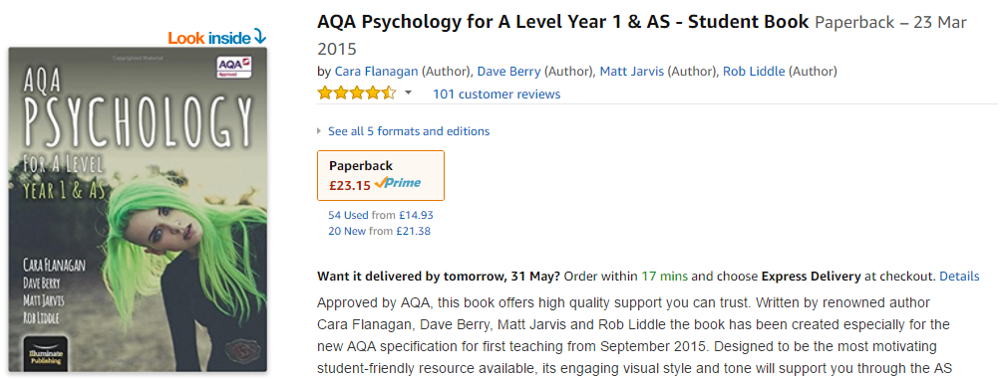 Look inside
Copyrighted Material
AQA
Approved
AQA
PSYCHOLOGY
FOR A LEVEL
YEAR 1 & AS
CARA FLANAGAN
DAVE BERRY
MATT JARVIS
ROB LIDDLE
Illuminate
Publishing
AQA Psychology for A Level Year 1 & AS - Student Book Paperback – 23 Mar
2015
by Cara Flanagan (Author), Dave Berry (Author), Matt Jarvis (Author), Rob Liddle (Author)
101 customer reviews
See all 5 formats and editions
Paperback
£23.15 Prime
54 Used from £14.93
20 New from £21.38
Want it delivered by tomorrow, 31 May? Order within 17 mins and choose Express Delivery at checkout. Details
Approved by AQA, this book offers high quality support you can trust. Written by renowned author
Cara Flanagan, Dave Berry, Matt Jarvis and Rob Liddle the book has been created especially for the
new AQA specification for first teaching from September 2015. Designed to be the most motivating
student-friendly resource available, its engaging visual style and tone will support you through the AS